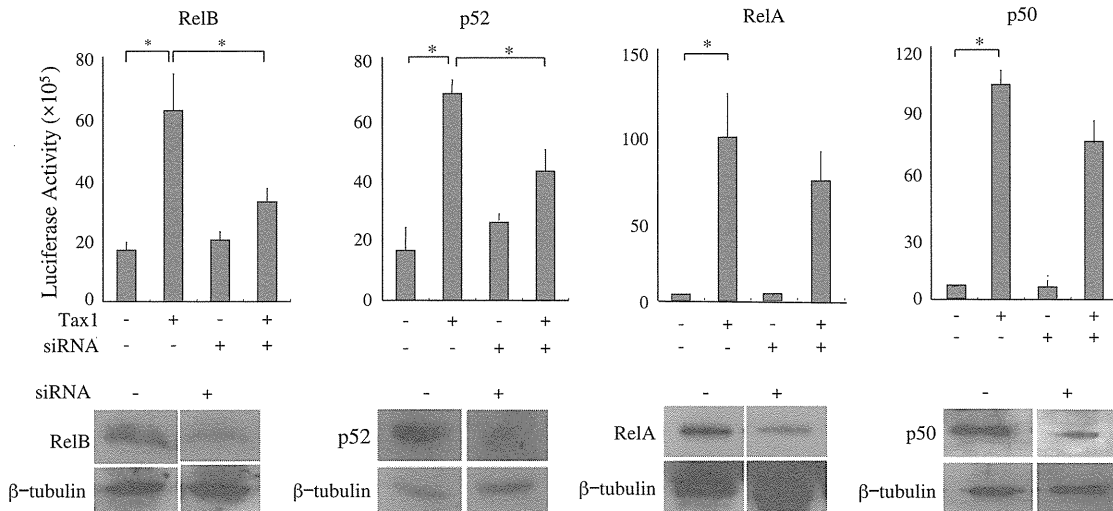 RelB
p52
RelA
p50
Luciferase Activity (×10⁵)
80
60
40
20
0
*
*
80
60
40
20
0
*
*
150
100
50
0
*
120
90
60
30
0
*
Tax1 - + - + - + - + - + - + - + - +
siRNA - - + + - - + + - - + + - - + +
siRNA - + - + - + - +
RelB p52 RelA p50
β-tubulin β-tubulin β-tubulin β-tubulin